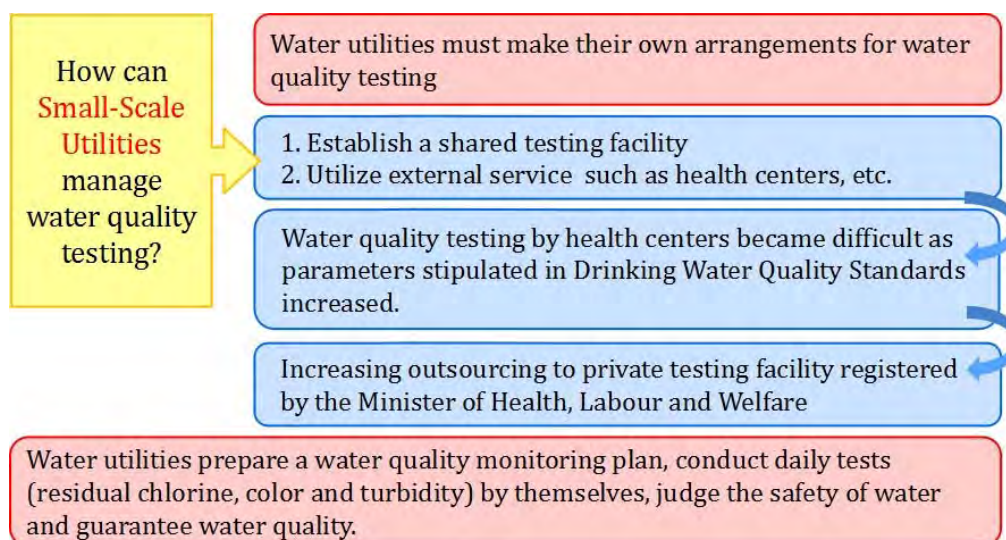 How can
Small-Scale
Utilities
manage
water quality
testing?
Water utilities must make their own arrangements for water
quality testing
1. Establish a shared testing facility
2. Utilize external service such as health centers, etc.
Water quality testing by health centers became difficult as
parameters stipulated in Drinking Water Quality Standards
increased.
Increasing outsourcing to private testing facility registered
by the Minister of Health, Labour and Welfare
Water utilities prepare a water quality monitoring plan, conduct daily tests
(residual chlorine, color and turbidity) by themselves, judge the safety of water
and guarantee water quality.